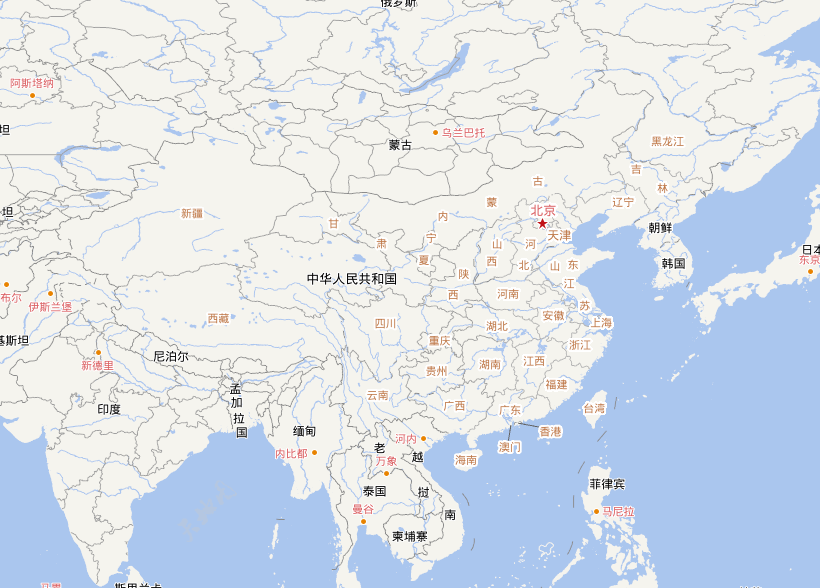 俄罗斯
阿斯塔纳
坦
乌兰巴托
蒙古
黑龙江
吉
林
古
辽宁
蒙
北京
内
新疆
甘
朝鲜
天津
宁
肃
山
河
日本
东京
韩国
夏
西
北
山
东
陕
中华人民共和国
江
布尔
伊斯兰堡
西
河南
苏
安徽
上海
西藏
四川
湖北
基斯坦
重庆
浙江
尼泊尔
新德里
湖南
江西
贵州
福建
孟
加
拉
国
云南
印度
广西
广东
台湾
缅甸
香港
河内
澳门
老
越
海南
内比都
万象
菲律宾
泰国
挝
曼谷
南
马尼拉
柬埔寨
坦